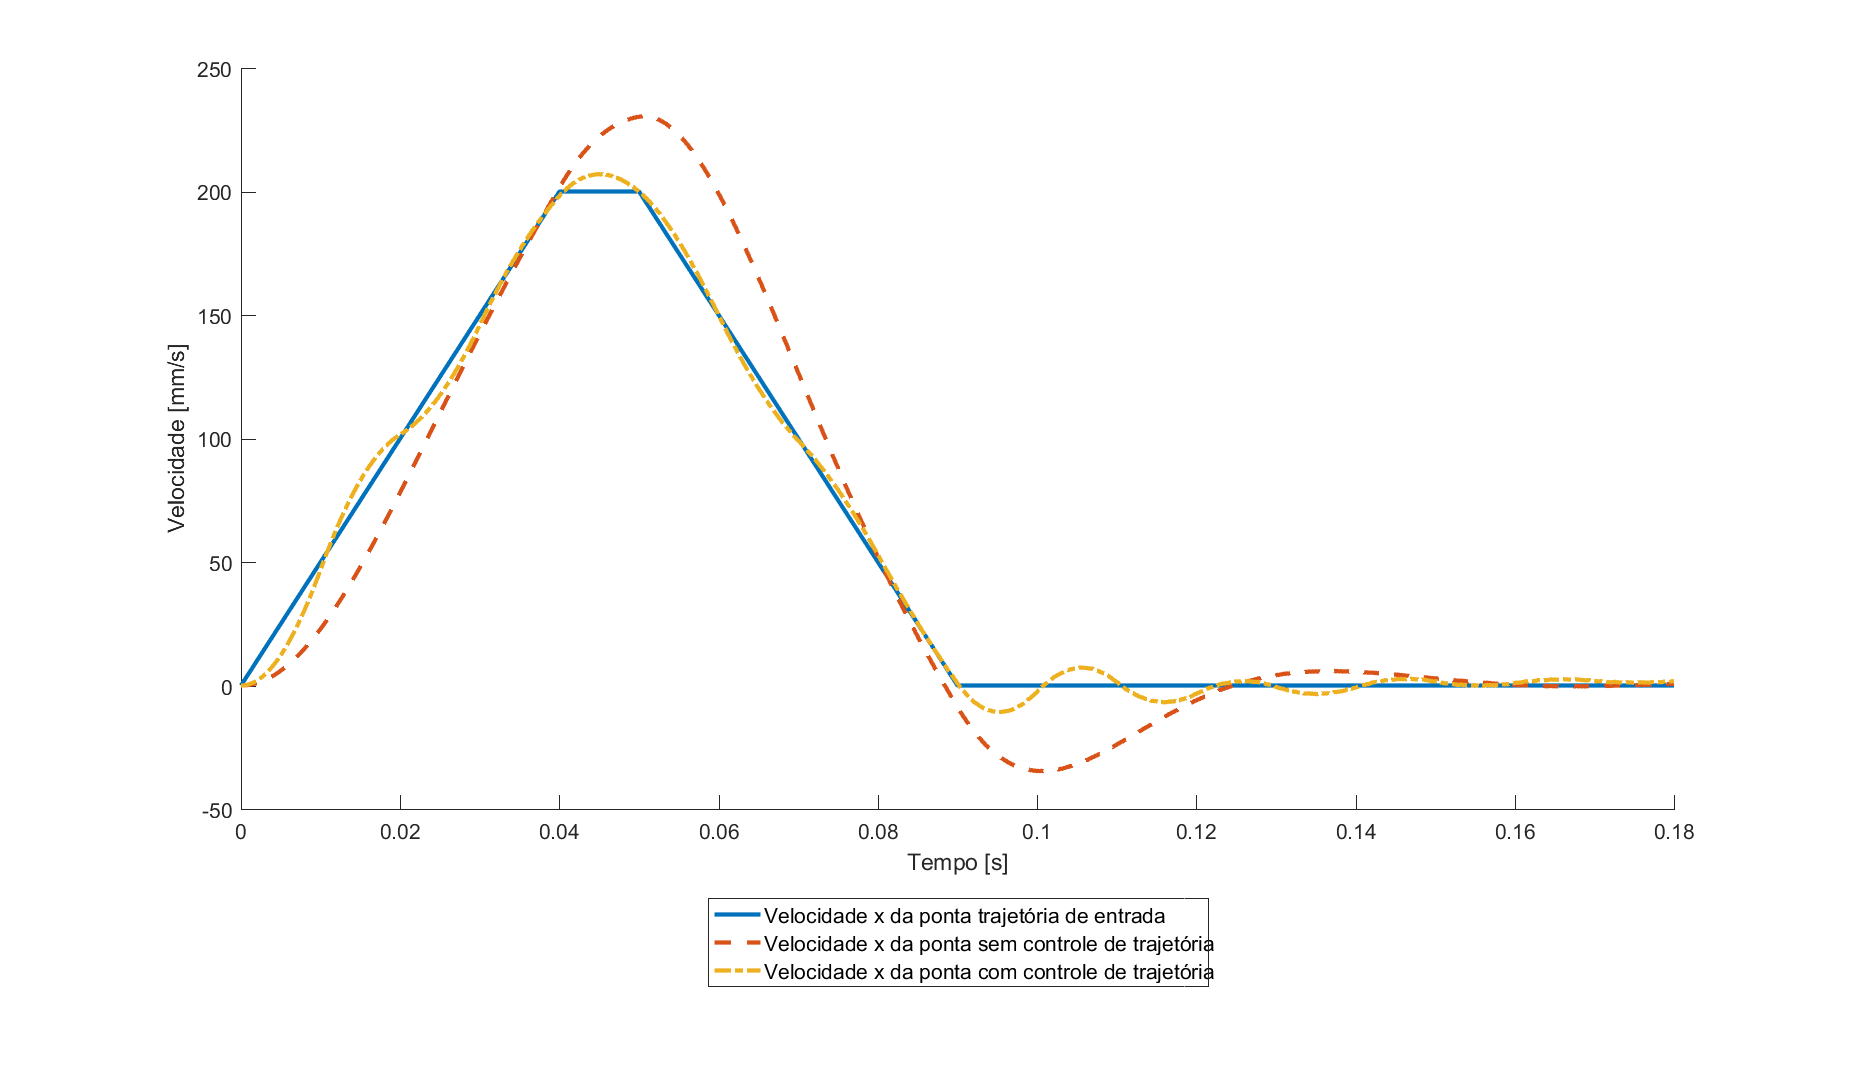 250
200
150
100
50
0
-50
Velocidade [mm/s]
0 0.02 0.04 0.06 0.08 0.1 0.12 0.14 0.16 0.18
Tempo [s]
Velocidade x da ponta trajetória de entrada
Velocidade x da ponta sem controle de trajetória
Velocidade x da ponta com controle de trajetória